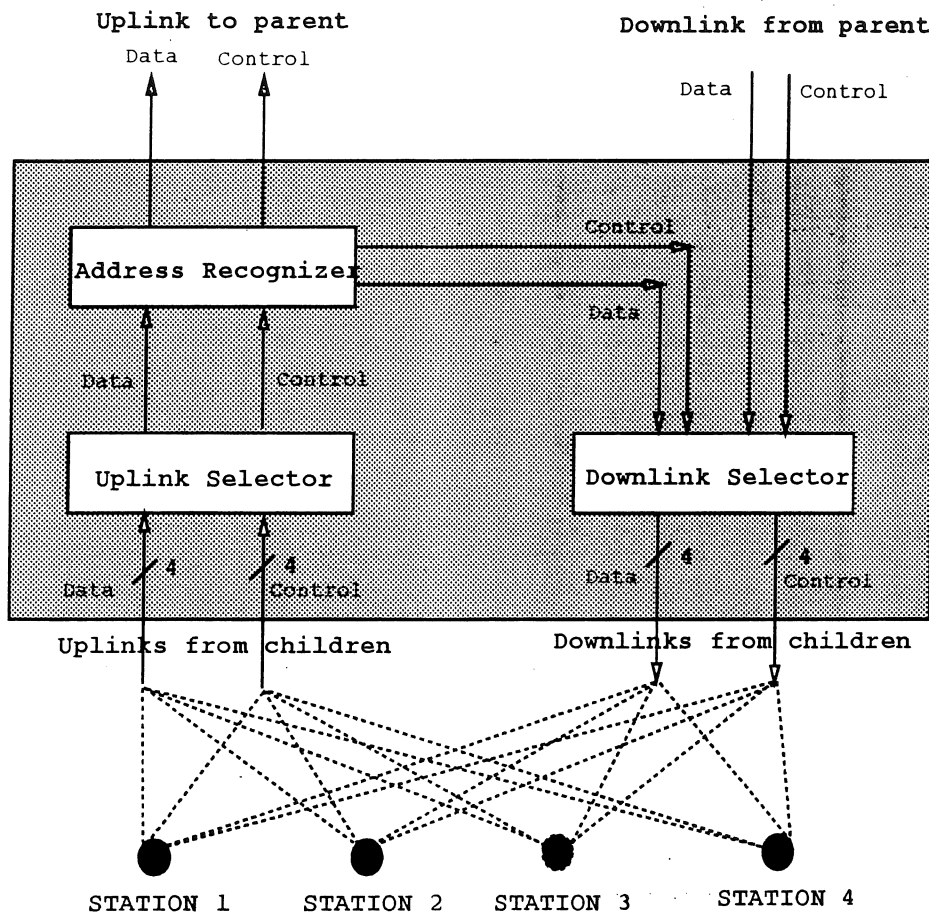 Uplink to parent
Downlink from parent
Data
Control
Data
Control
Control
Address Recognizer
Data
Data
Control
Uplink Selector
Downlink Selector
4
4
4
4
Data
Control
Data
Control
Uplinks from children
Downlinks from children
STATION 1
STATION 2
STATION 3
STATION 4